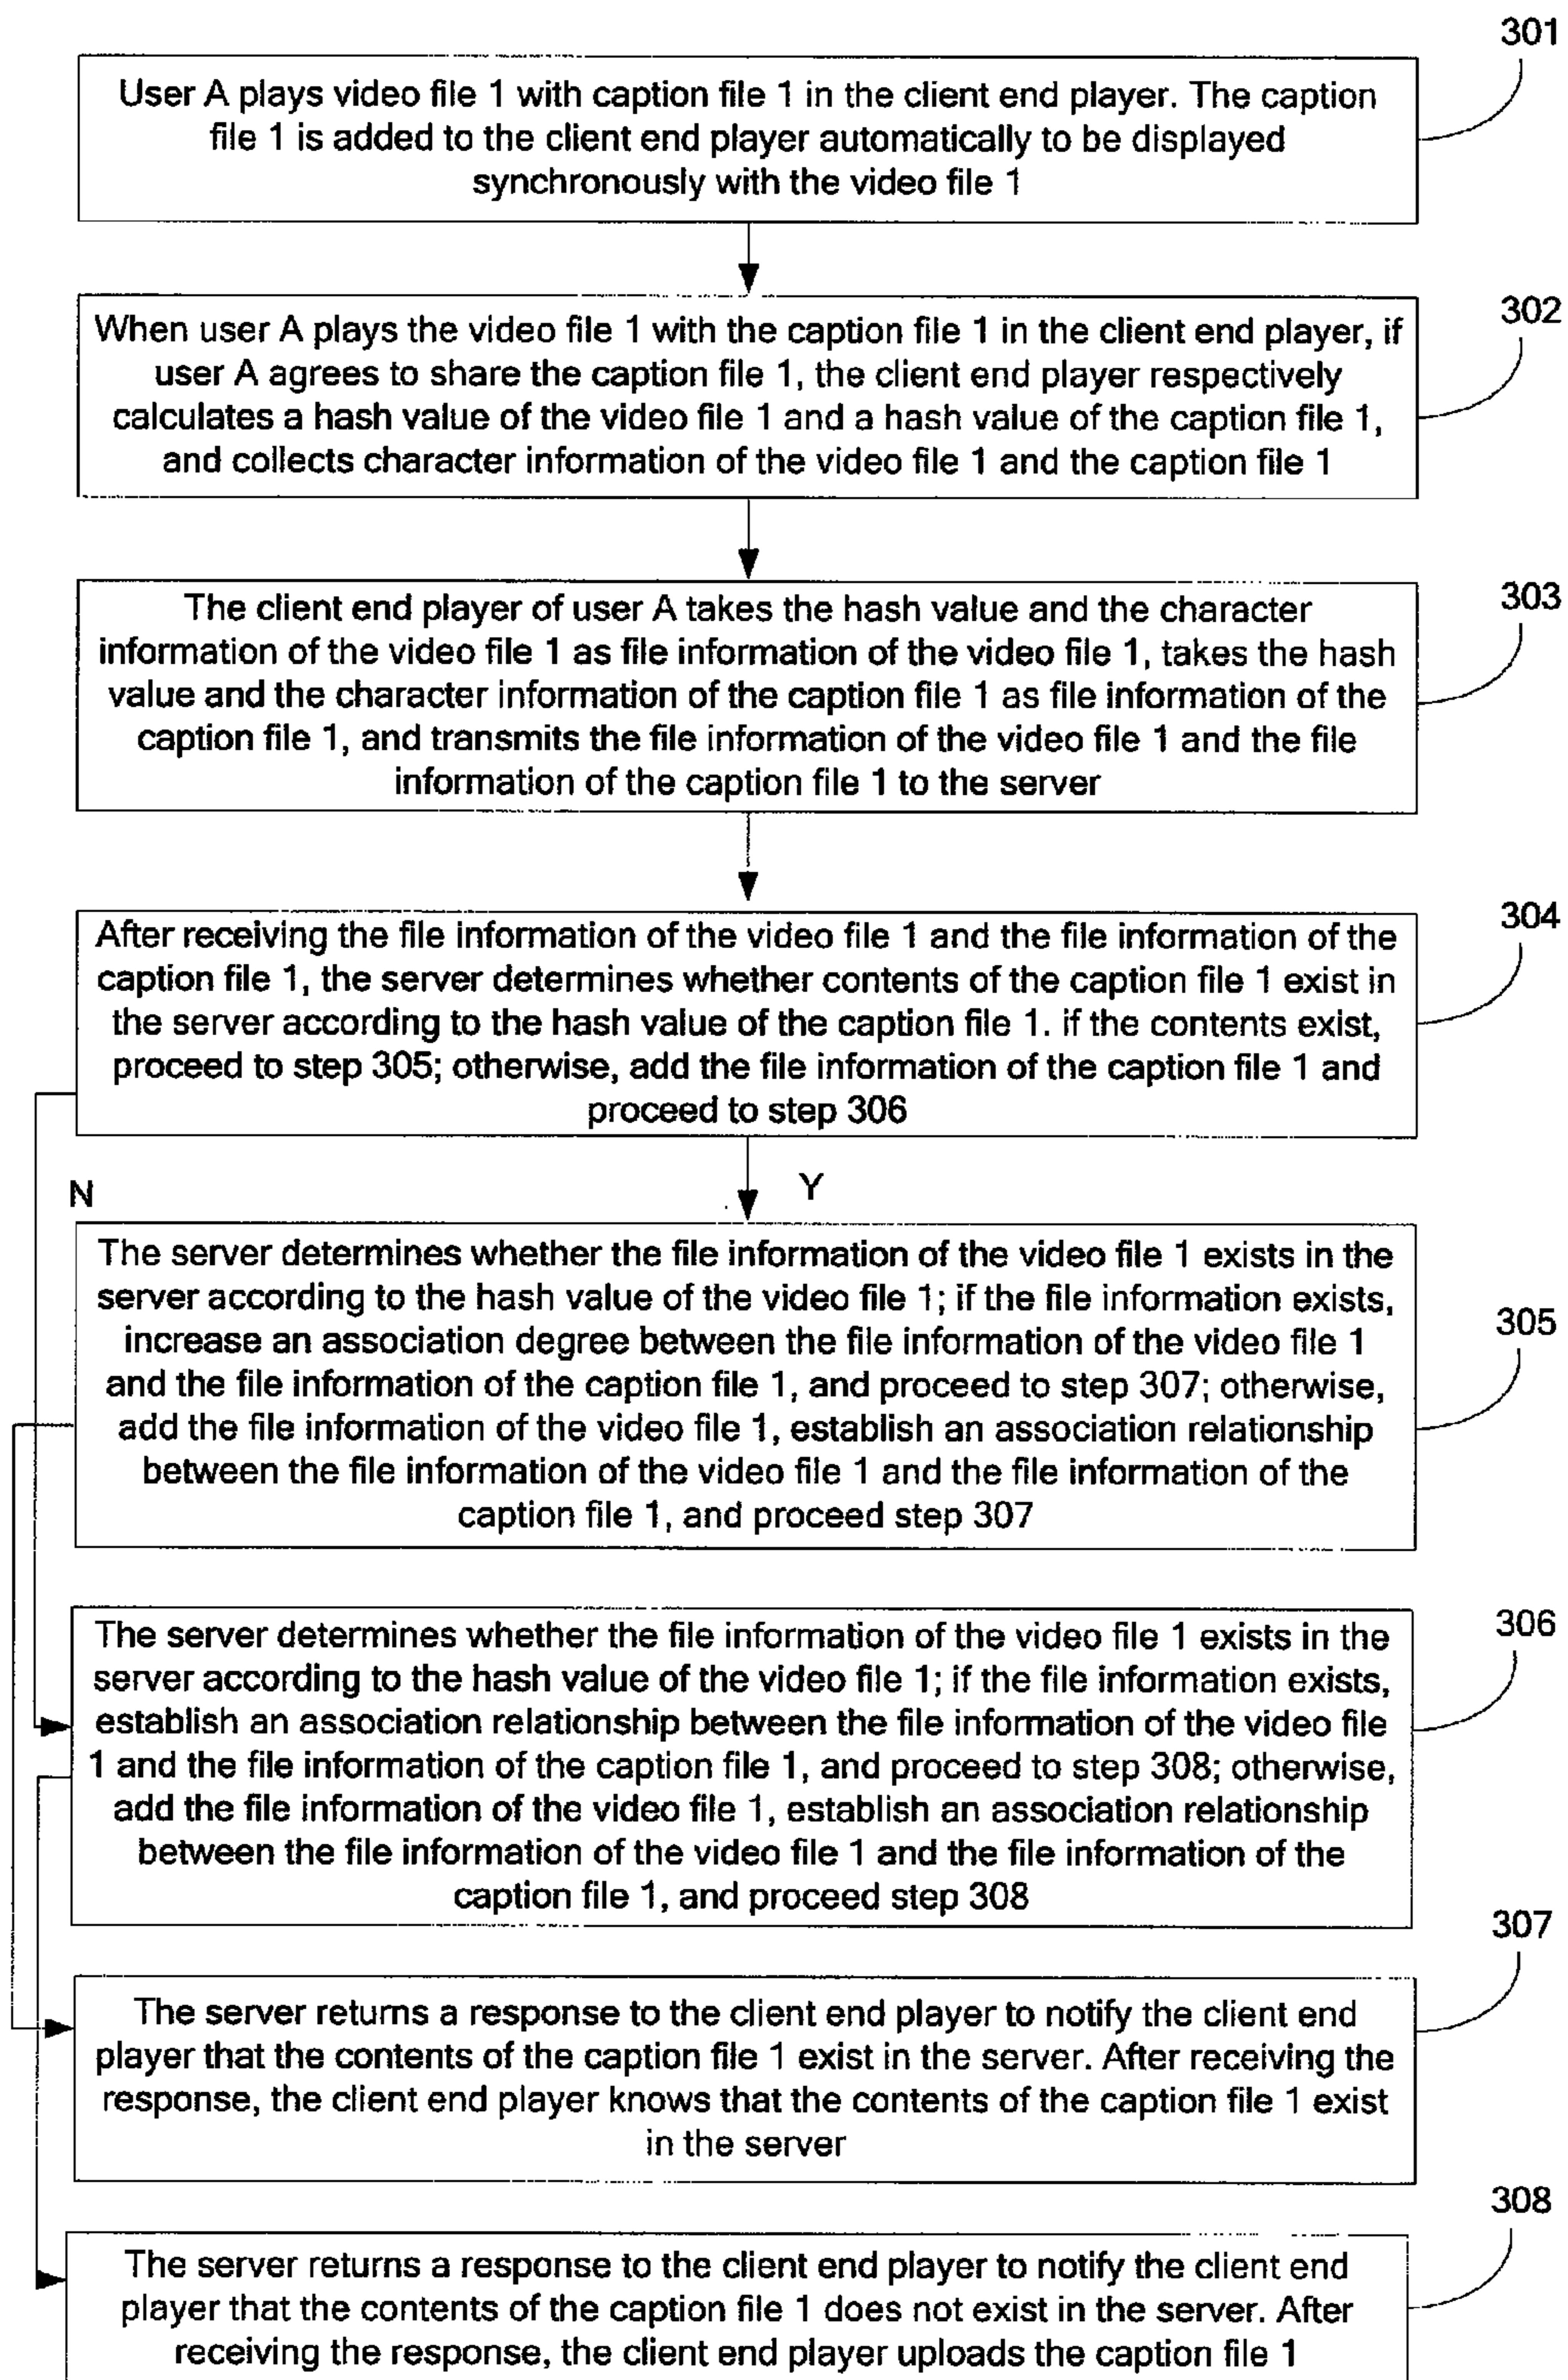 301
User A plays video file 1 with caption file 1 in the client end player. The caption
file 1 is added to the client end player automatically to be displayed
synchronously with the video file 1
302
When user A plays the video file 1 with the caption file 1 in the client end player, if
user A agrees to share the caption file 1, the client end player respectively
calculates a hash value of the video file 1 and a hash value of the caption file 1,
and collects character information of the video file 1 and the caption file 1
303
The client end player of user A takes the hash value and the character
information of the video file 1 as file information of the video file 1, takes the hash
value and the character information of the caption file 1 as file information of the
caption file 1, and transmits the file information of the video file 1 and the file
information of the caption file 1 to the server
304
After receiving the file information of the video file 1 and the file information of the
caption file 1, the server determines whether contents of the caption file 1 exist in
the server according to the hash value of the caption file 1. if the contents exist,
proceed to step 305; otherwise, add the file information of the caption file 1 and
proceed to step 306
N
Y
The server determines whether the file information of the video file 1 exists in the
server according to the hash value of the video file 1; if the file information exists,
increase an association degree between the file information of the video file 1
and the file information of the caption file 1, and proceed to step 307; otherwise,
add the file information of the video file 1, establish an association relationship
between the file information of the video file 1 and the file information of the
caption file 1, and proceed step 307
305
The server determines whether the file information of the video file 1 exists in the
server according to the hash value of the video file 1; if the file information exists,
establish an association relationship between the file information of the video file
1 and the file information of the caption file 1, and proceed to step 308; otherwise,
add the file information of the video file 1, establish an association relationship
between the file information of the video file 1 and the file information of the
caption file 1, and proceed step 308
306
307
The server returns a response to the client end player to notify the client end
player that the contents of the caption file 1 exist in the server. After receiving the
response, the client end player knows that the contents of the caption file 1 exist
in the server
308
The server returns a response to the client end player to notify the client end
player that the contents of the caption file 1 does not exist in the server. After
receiving the response, the client end player uploads the caption file 1